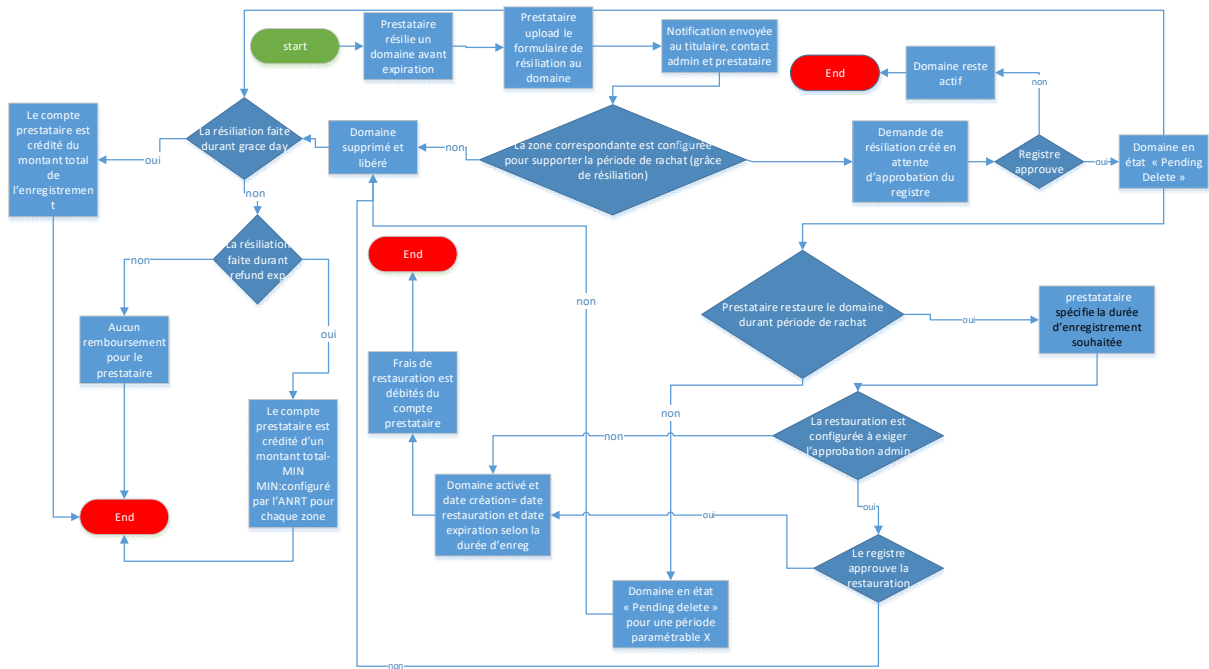 start
Prestataire
résilie un
domaine avant
expiration
Prestataire
upload le
formulaire de
résiliation au
domaine
Notification envoyée
au titulaire, contact
admin et prestataire
End
Domaine reste
actif
non
Le compte
prestataire est
crédité du
montant total
de
l’enregistremen
t
oui
La résiliation faite
durant grace day
non
Domaine
supprimé et
libéré
non
La zone correspondante est configurée
pour supporter la période de rachat (grâce
de résiliation)
Demande de
résiliation créé en
attente
d’approbation du
registre
Registre
approuve
oui
Domaine en
état « Pending
Delete »
La résiliation
faite durant
refund exp.
non
oui
End
non
Prestataire restaure le domaine
durant période de rachat
oui
prestatataire
spécifie la durée
d’enregistrement
souhaitée
Aucun
remboursement
pour le
prestataire
Frais de
restauration est
débités du
compte
prestataire
non
Le compte
prestataire est
crédité d’un
montant total-
MIN
MIN:configuré
par l’ANRT pour
chaque zone
La restauration est
configurée à exiger
l’approbation admin
non
oui
End
Domaine activé et
date création= date
restauration et date
expiration selon la
durée d’enreg
oui
Le registre
approuve la
restauration
Domaine en état
« Pending delete »
pour une période
paramétrable X
non